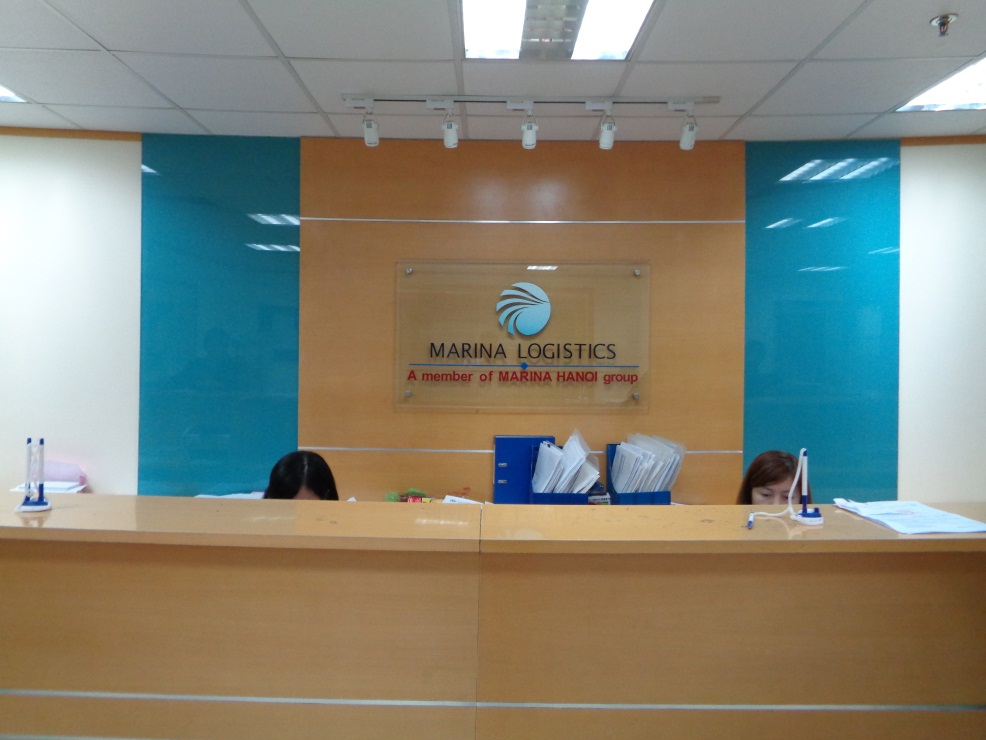 MARINA LOGISTICS
A member of MARINA HANOI group